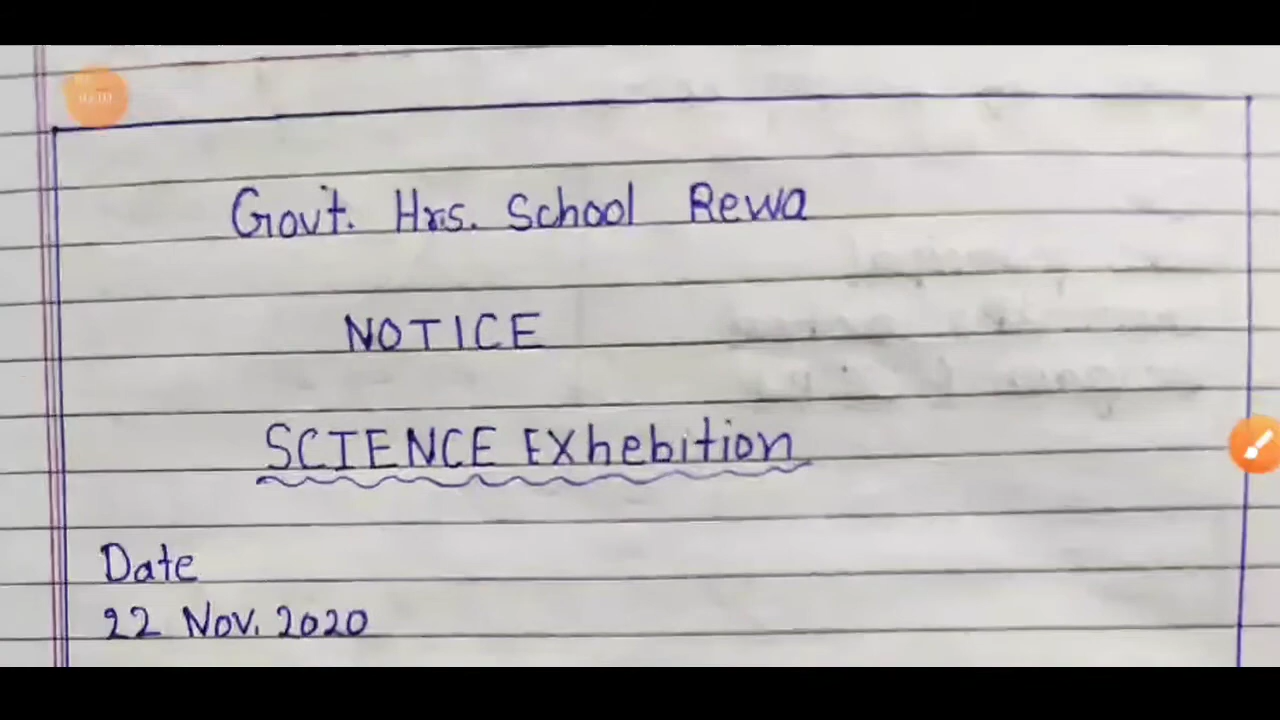 Govt. Hrs. School Rewa
NOTICE
SCIENCE EXhebition
Date
22 Nov. 2020